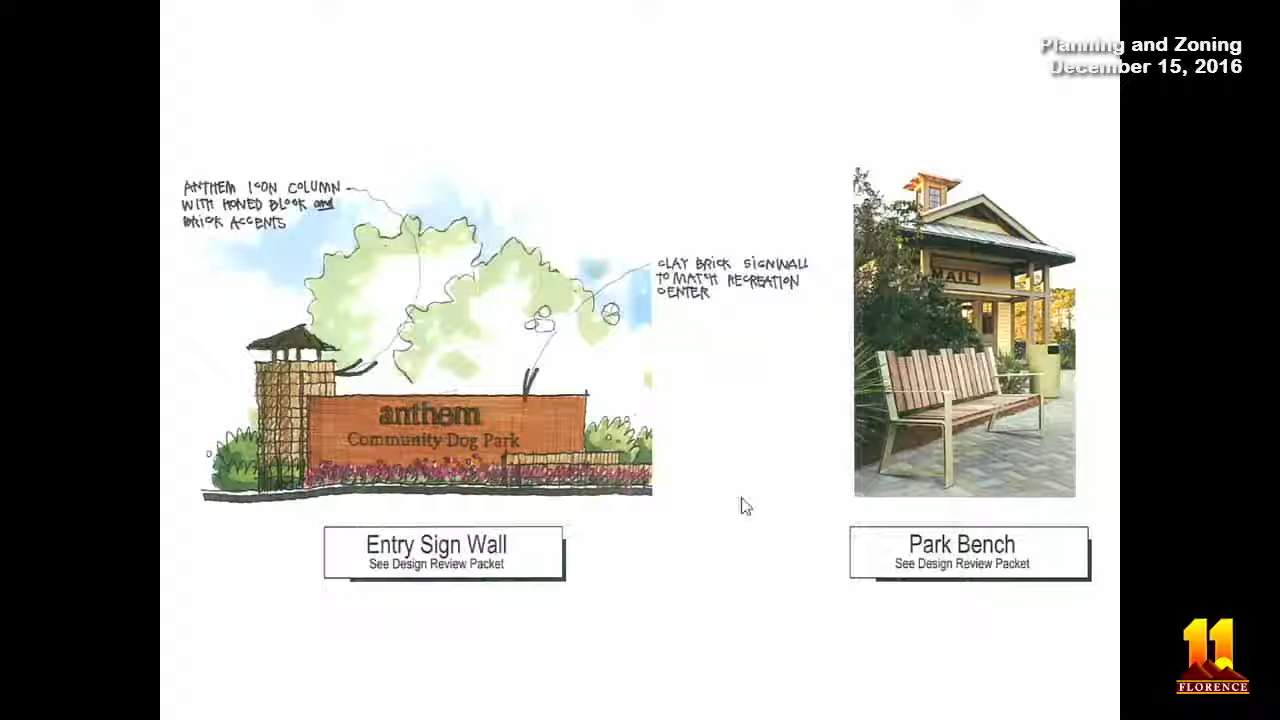 Planning and Zoning
December 15, 2016
ANTHEM ICON COLUMN
WITH HONED BLOCK and
BRICK ACCENTS
CLAY BRICK SIGNWALL
TO MATCH RECREATION
CENTER
MAIL
anthem
Community Dog Park
Entry Sign Wall
See Design Review Packet
Park Bench
See Design Review Packet
11
FLORENCE